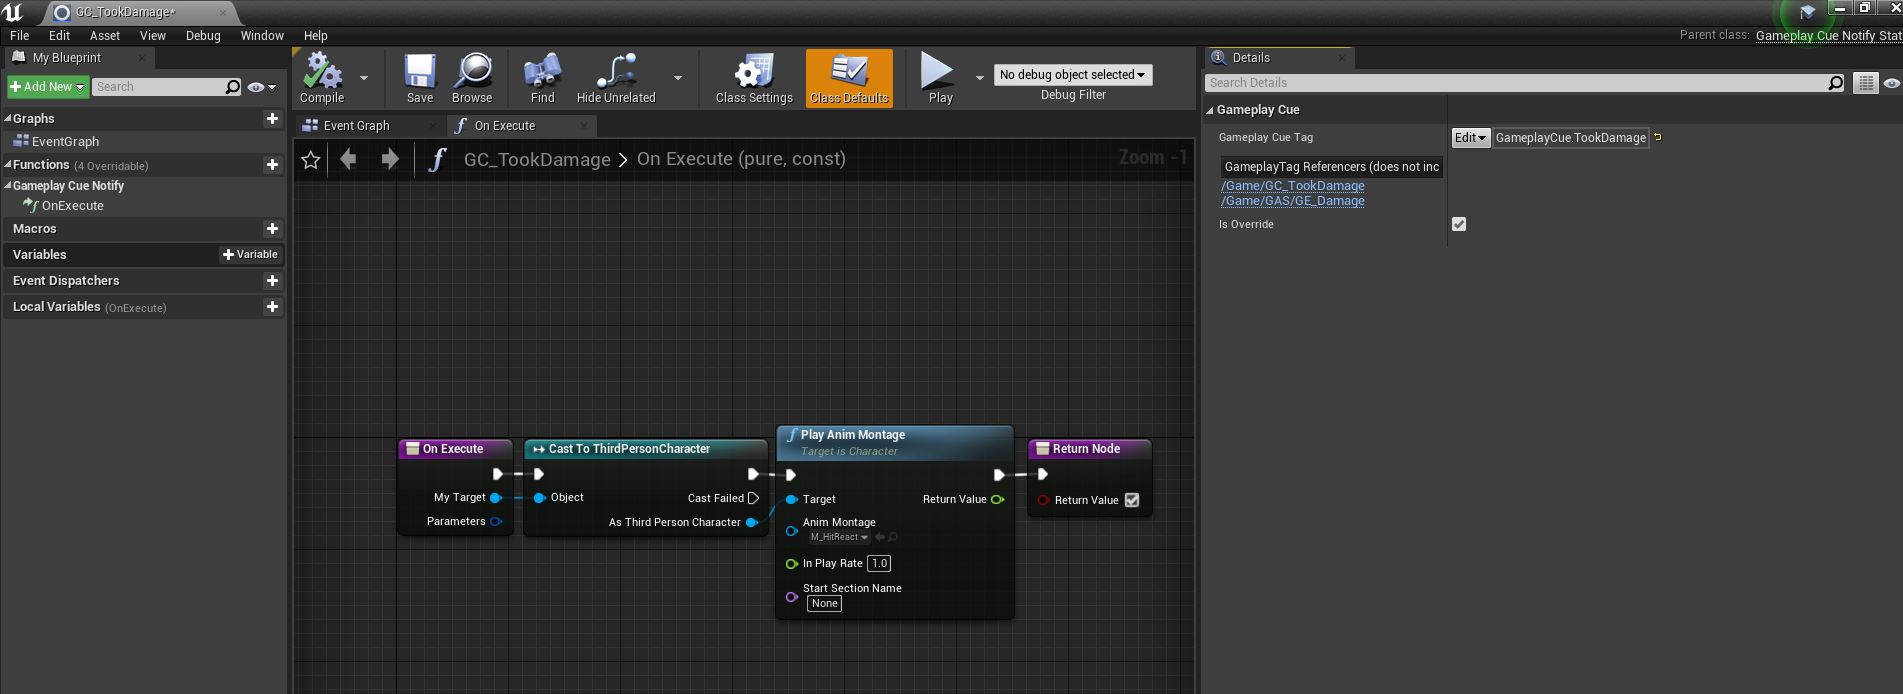 GC_TookDamage*
File Edit Asset View Debug Window Help
Parent class: Gameplay Cue Notify Stat
My Blueprint
Add New
Search
Graphs
EventGraph
Functions (4 Overridable)
Gameplay Cue Notify
OnExecute
Macros
Variables
Variable
Event Dispatchers
Local Variables (OnExecute)
Compile
Save
Browse
Find
Hide Unrelated
Class Settings
Class Defaults
Play
No debug object selected
Debug Filter
Event Graph
On Execute
GC_TookDamage > On Execute (pure, const)
Zoom -1
On Execute
My Target
Parameters
Cast To ThirdPersonCharacter
Object
Cast Failed
As Third Person Character
Play Anim Montage
Target is Character
Target
Return Value
Anim Montage
M_HitReact
In Play Rate 1.0
Start Section Name
None
Return Node
Return Value
Details
Search Details
Gameplay Cue
Gameplay Cue Tag
Edit
GameplayCue.TookDamage
GameplayTag Referencers (does not inc
/Game/GC_TookDamage
/Game/GAS/GE_Damage
Is Override